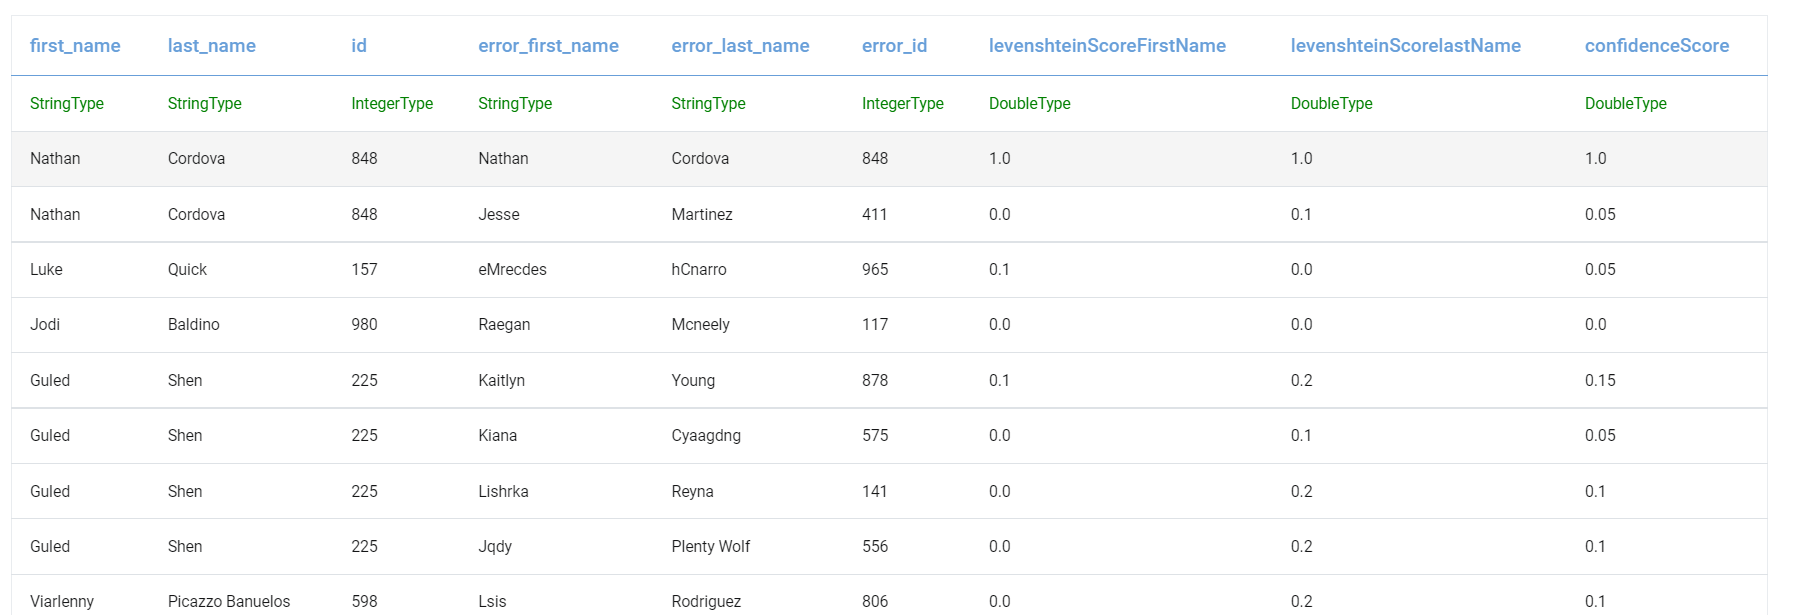 first_name last_name id error_first_name error_last_name error_id levenshteinScoreFirstName levenshteinScorelastName confidenceScore
StringType StringType IntegerType StringType StringType IntegerType DoubleType DoubleType DoubleType
Nathan Cordova 848 Nathan Cordova 848 1.0 1.0 1.0
Nathan Cordova 848 Jesse Martinez 411 0.0 0.1 0.05
Luke Quick 157 eMrecdes hCnarro 965 0.1 0.0 0.05
Jodi Baldino 980 Raegan Mcneely 117 0.0 0.0 0.0
Guled Shen 225 Kaitlyn Young 878 0.1 0.2 0.15
Guled Shen 225 Kiana Cyaagdng 575 0.0 0.1 0.05
Guled Shen 225 Lishrka Reyna 141 0.0 0.2 0.1
Guled Shen 225 Jqdy Plenty Wolf 556 0.0 0.2 0.1
Viarlenny Picazzo Banuelos 598 Lsis Rodriguez 806 0.0 0.2 0.1